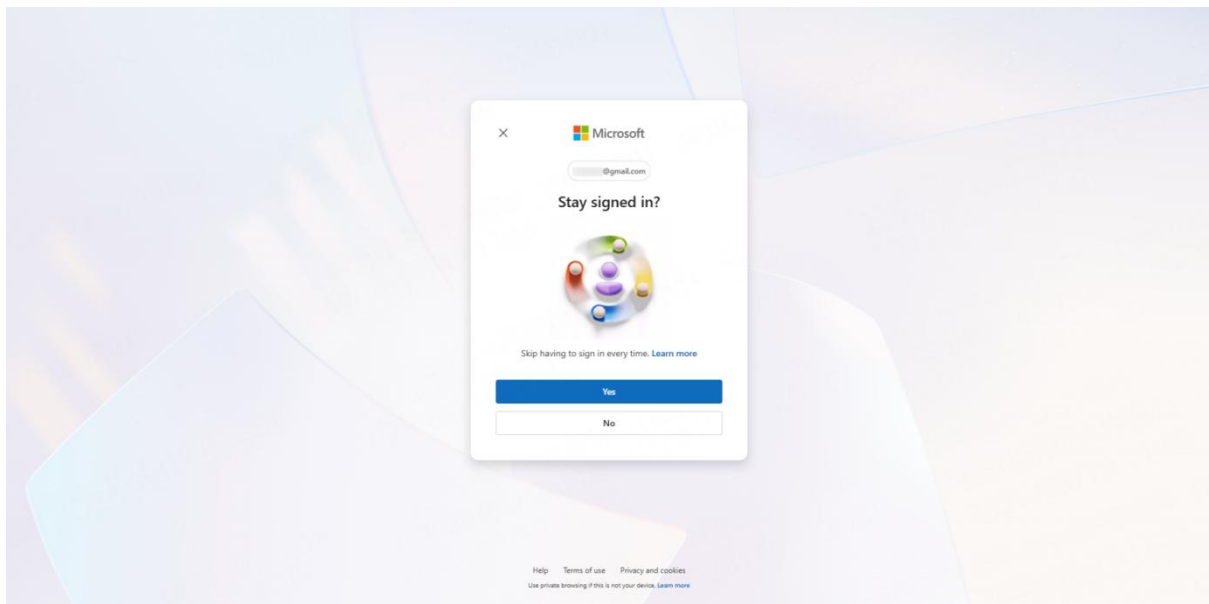 Microsoft
@gmail.com
Stay signed in?
Skip having to sign in every time. Learn more
Yes
No
Help Terms of use Privacy and cookies
Use private browsing if this is not your device. Learn more